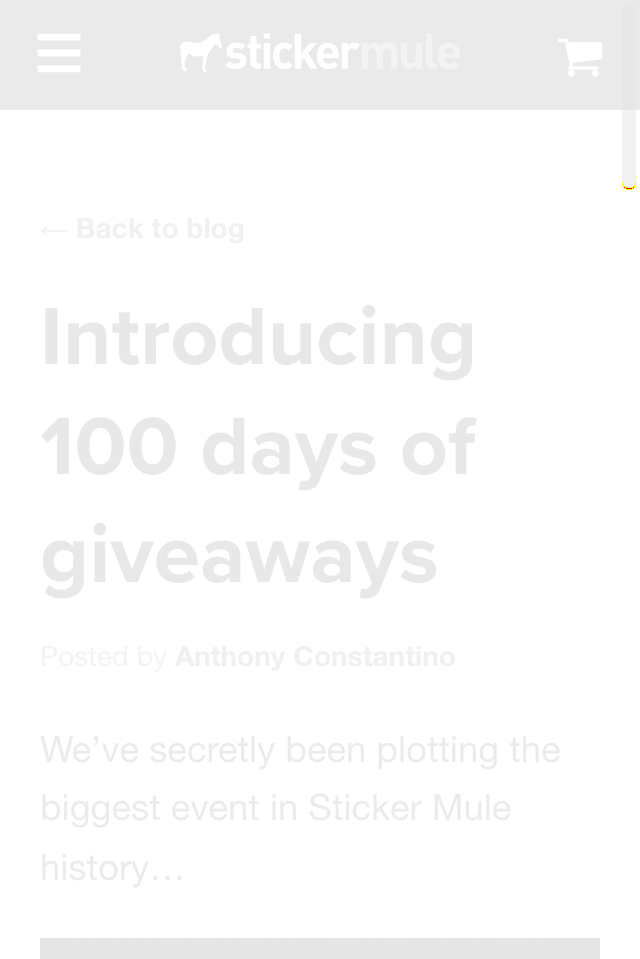 stickermule
← Back to blog
Introducing
100 days of
giveaways
Posted by Anthony Constantino
We’ve secretly been plotting the
biggest event in Sticker Mule
history…